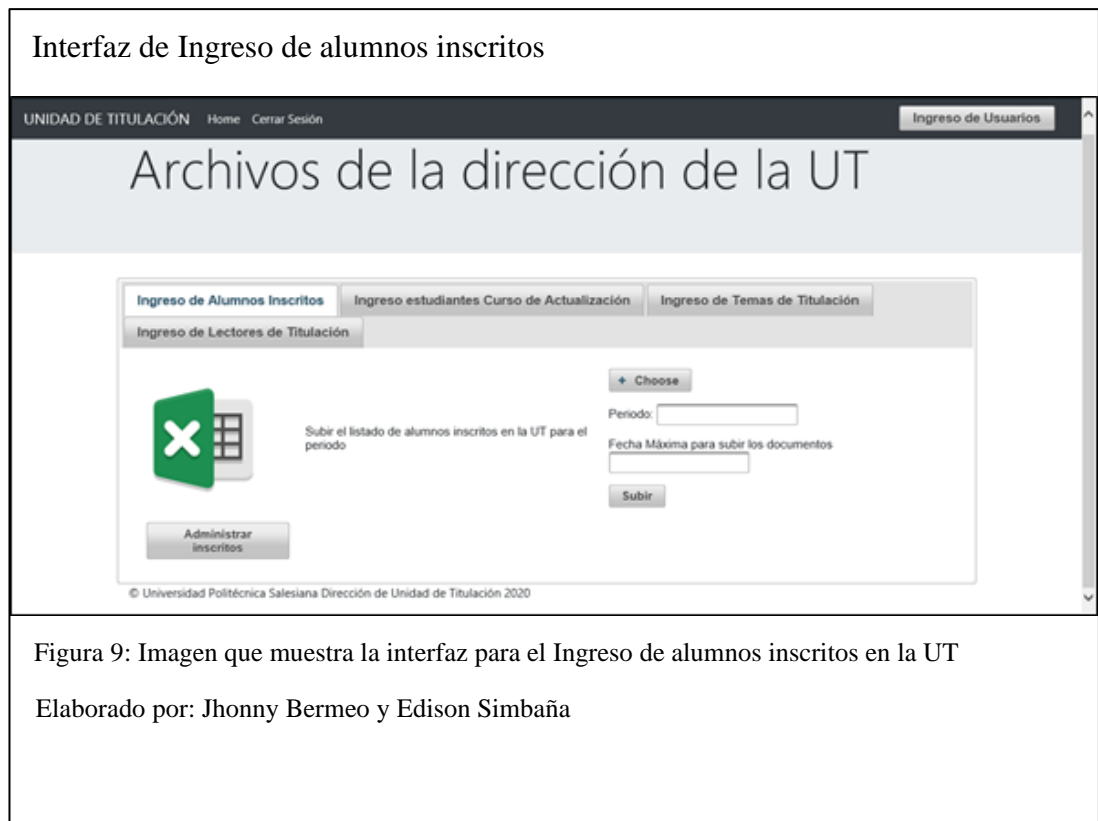 Interfaz de Ingreso de alumnos inscritos
UNIDAD DE TITULACIÓN Home Cerrar Sesión Ingreso de Usuarios
Archivos de la dirección de la UT
Ingreso de Alumnos Inscritos Ingreso estudiantes Curso de Actualización Ingreso de Temas de Titulación
Ingreso de Lectores de Titulación
+ Choose
Periodo:
Subir el listado de alumnos inscritos en la UT para el
periodo
Fecha Máxima para subir los documentos
Subir
Administrar
inscritos
© Universidad Politécnica Salesiana Dirección de Unidad de Titulación 2020
Figura 9: Imagen que muestra la interfaz para el Ingreso de alumnos inscritos en la UT
Elaborado por: Jhonny Bermeo y Edison Simbaña